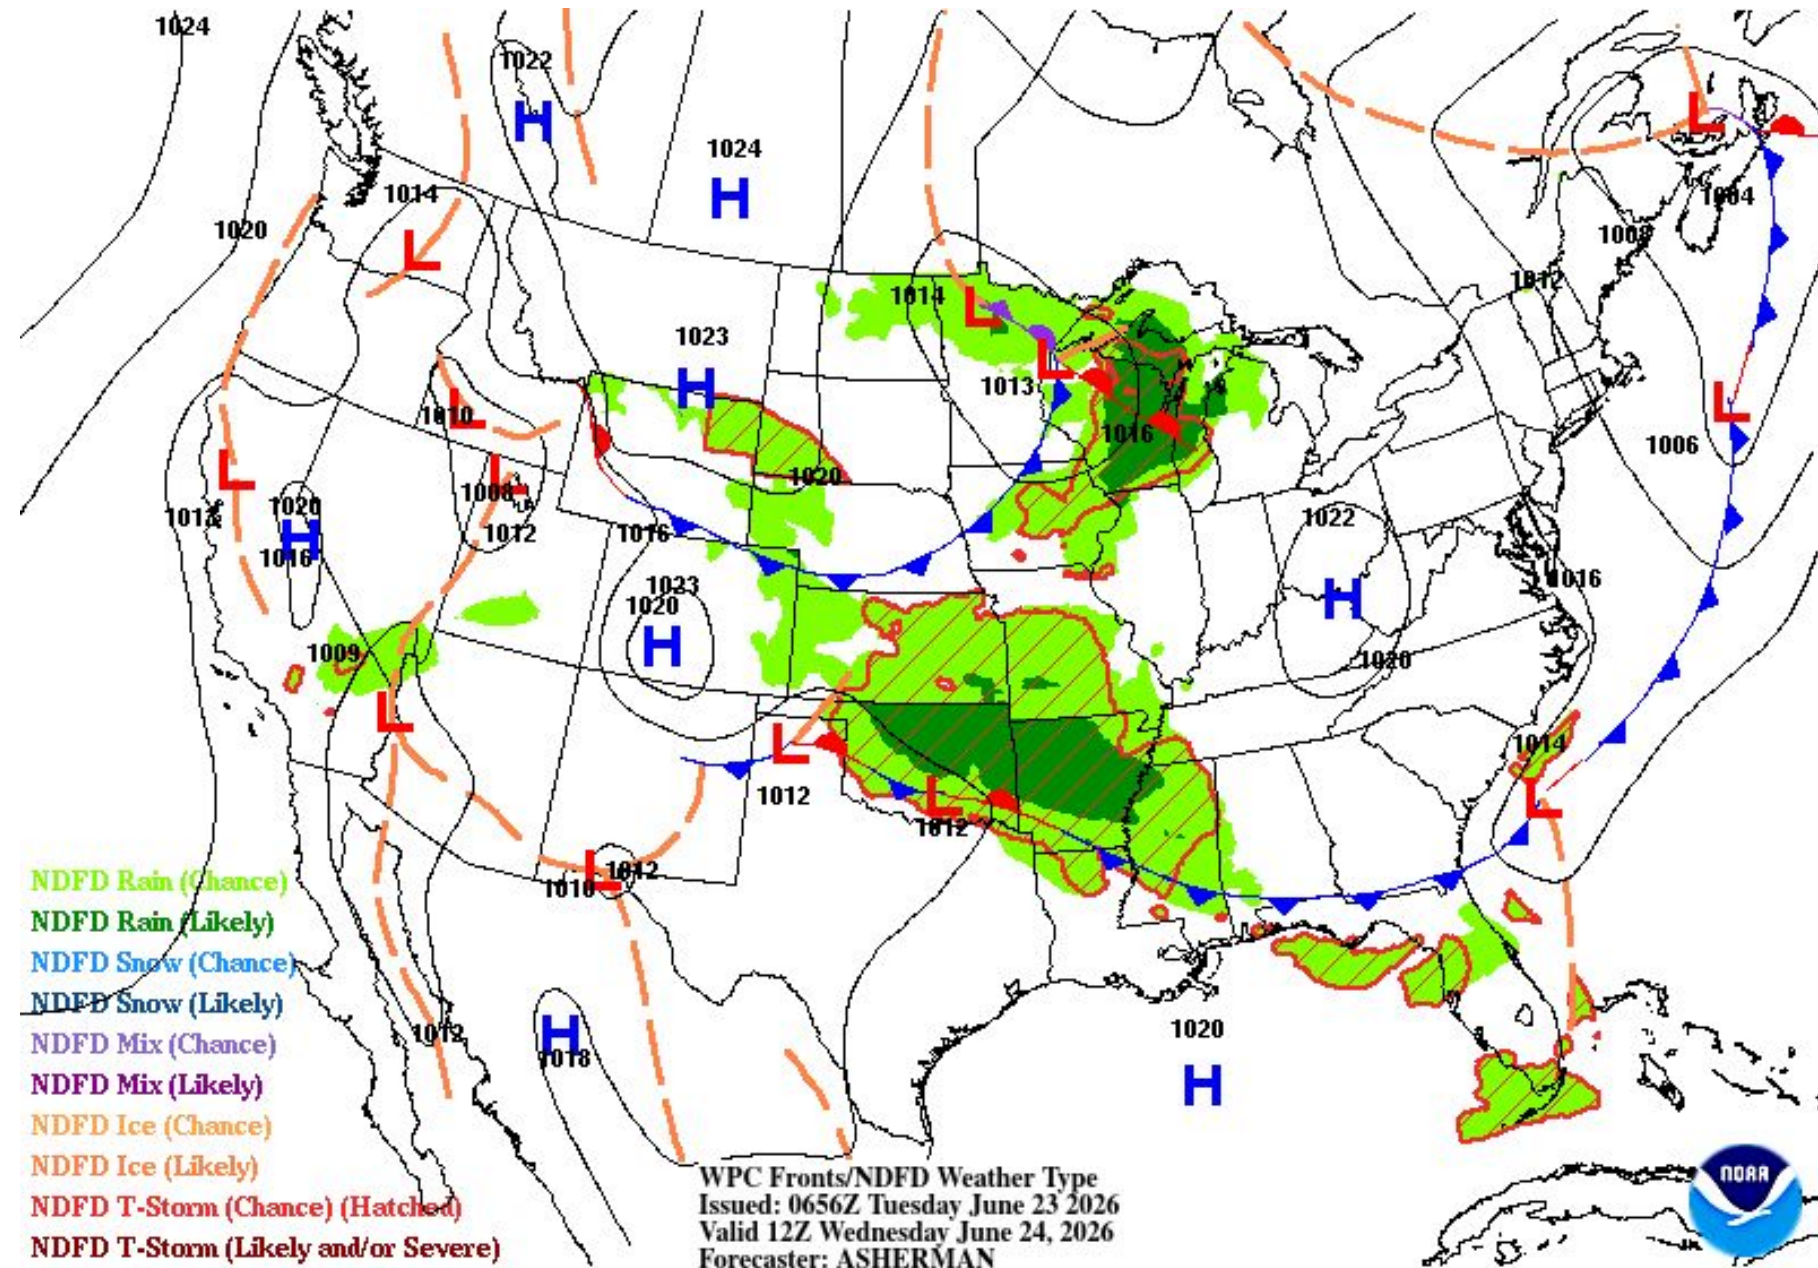 1024
1022
1024
1014
1004
1020
1008
1012
1014
1023
1013
1010
1016
1006
1020
1008
1020
1012
1022
1012
1016
1016
1016
1023
1020
1009
1020
1014
1012
1012
1012
1010
1020
1012
1018
H
H
H
H
H
H
H
H
L
L
L
L
L
L
L
L
L
L
L
L
L
NDFD Rain (Chance)
NDFD Rain (Likely)
NDFD Snow (Chance)
NDFD Snow (Likely)
NDFD Mix (Chance)
NDFD Mix (Likely)
NDFD Ice (Chance)
NDFD Ice (Likely)
NDFD T-Storm (Chance) (Hatched)
NDFD T-Storm (Likely and/or Severe)
WPC Fronts/NDFD Weather Type
Issued: 0656Z Tuesday June 23 2026
Valid 12Z Wednesday June 24, 2026
Forecaster: ASHERMAN
NOAA